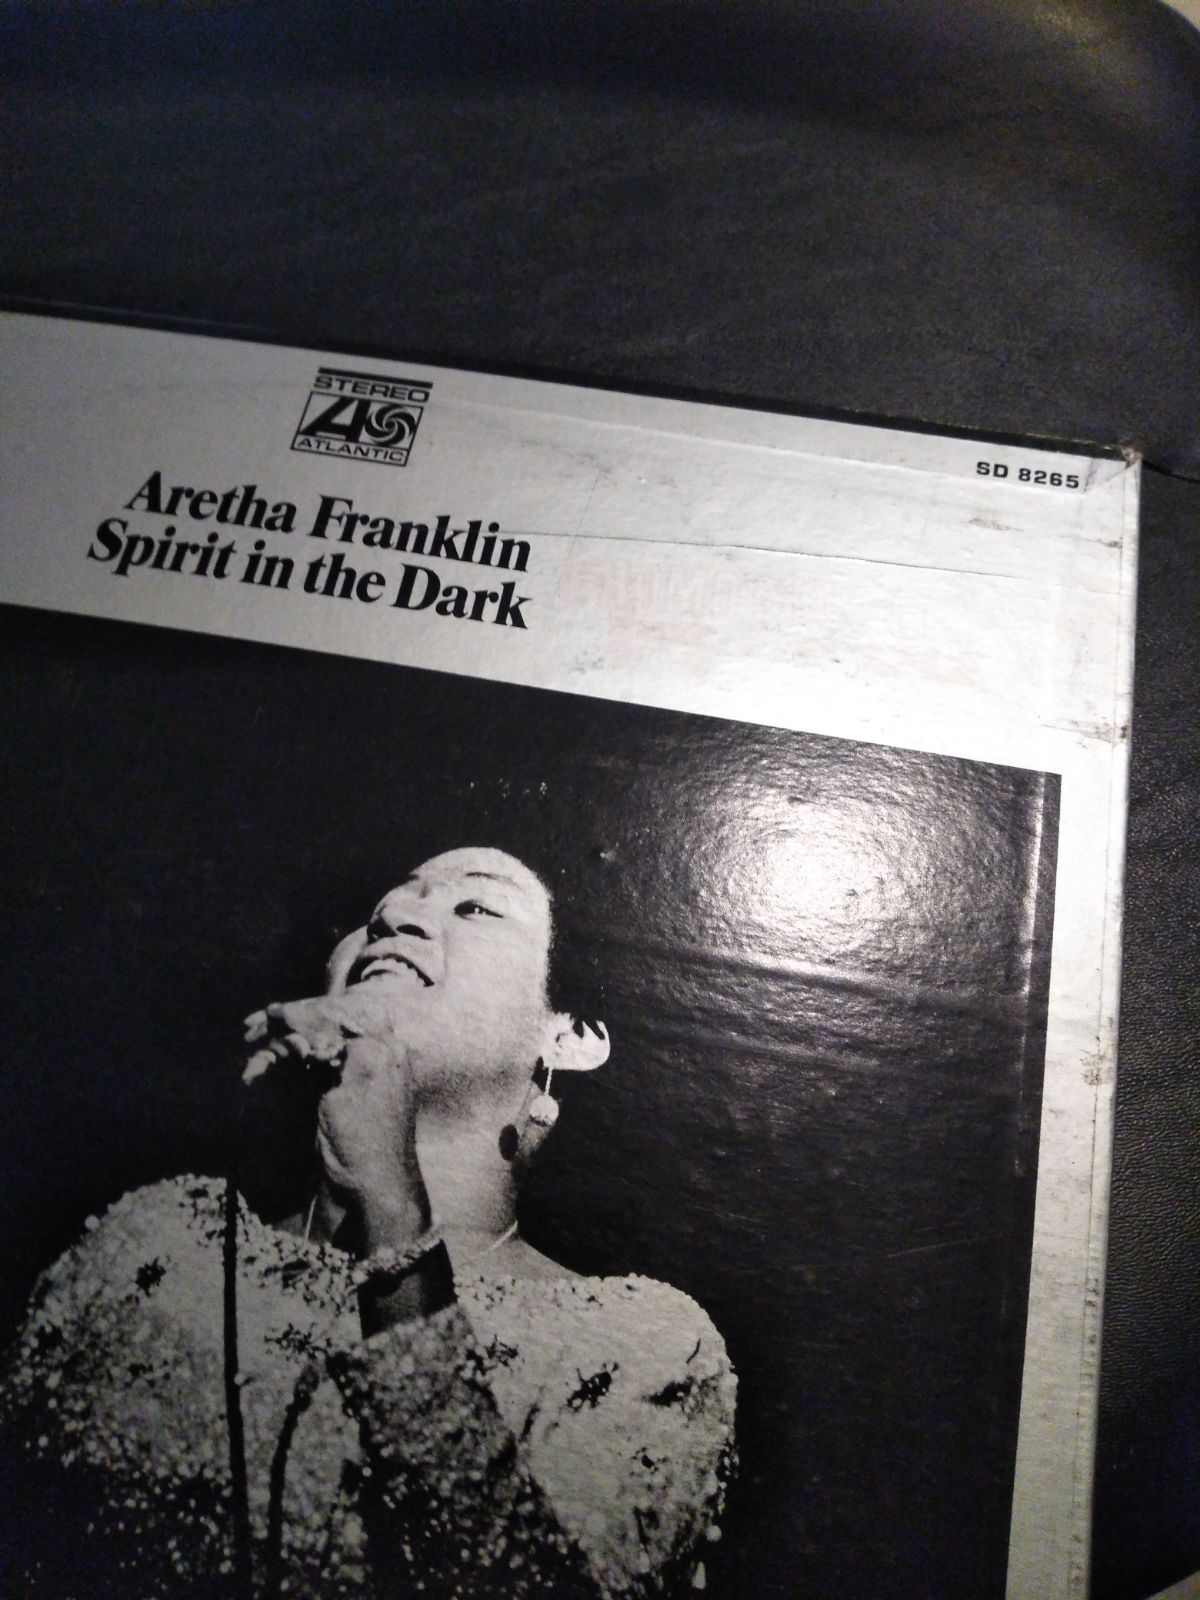 STEREO
ATLANTIC
SD 8265
Aretha Franklin
Spirit in the Dark